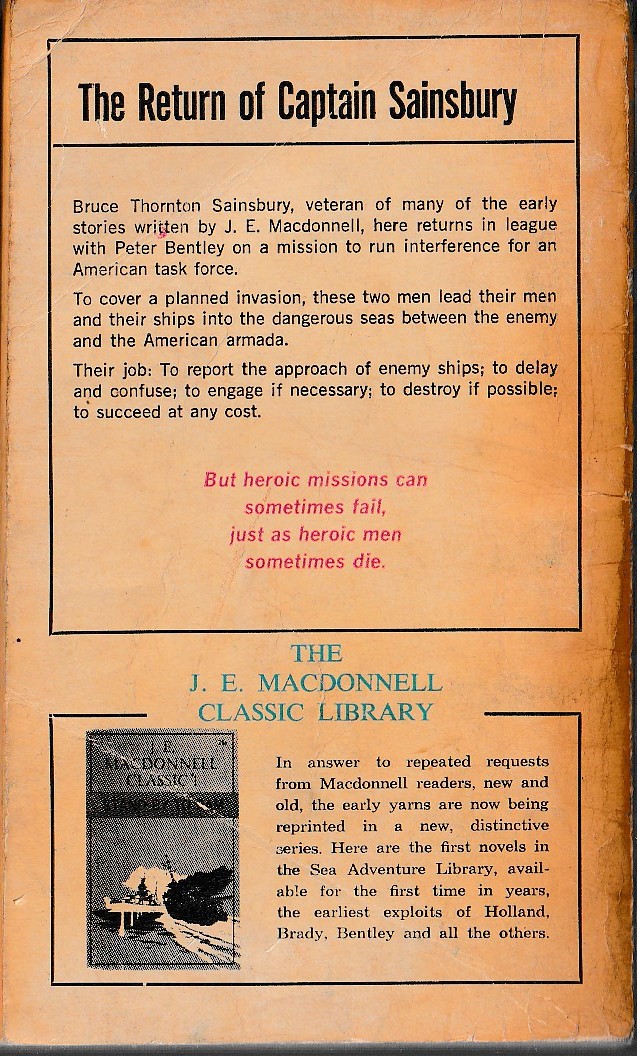 The Return of Captain Sainsbury
Bruce Thornton Sainsbury, veteran of many of the early
stories written by J. E. Macdonnell, here returns in league
with Peter Bentley on a mission to run interference for an
American task force.
To cover a planned invasion, these two men lead their men
and their ships into the dangerous seas between the enemy
and the American armada.
Their job: To report the approach of enemy ships; to delay
and confuse; to engage if necessary; to destroy if possible;
to succeed at any cost.
But heroic missions can
sometimes fail,
just as heroic men
sometimes die.
THE
J. E. MACDONNELL
CLASSIC LIBRARY
J. E.
MACDONNELL
CLASSICS
In answer to repeated requests
from Macdonnell readers, new and
old, the early yarns are now being
reprinted in a new, distinctive
series. Here are the first novels in
the Sea Adventure Library, avail-
able for the first time in years,
the earliest exploits of Holland,
Brady, Bentley and all the others.